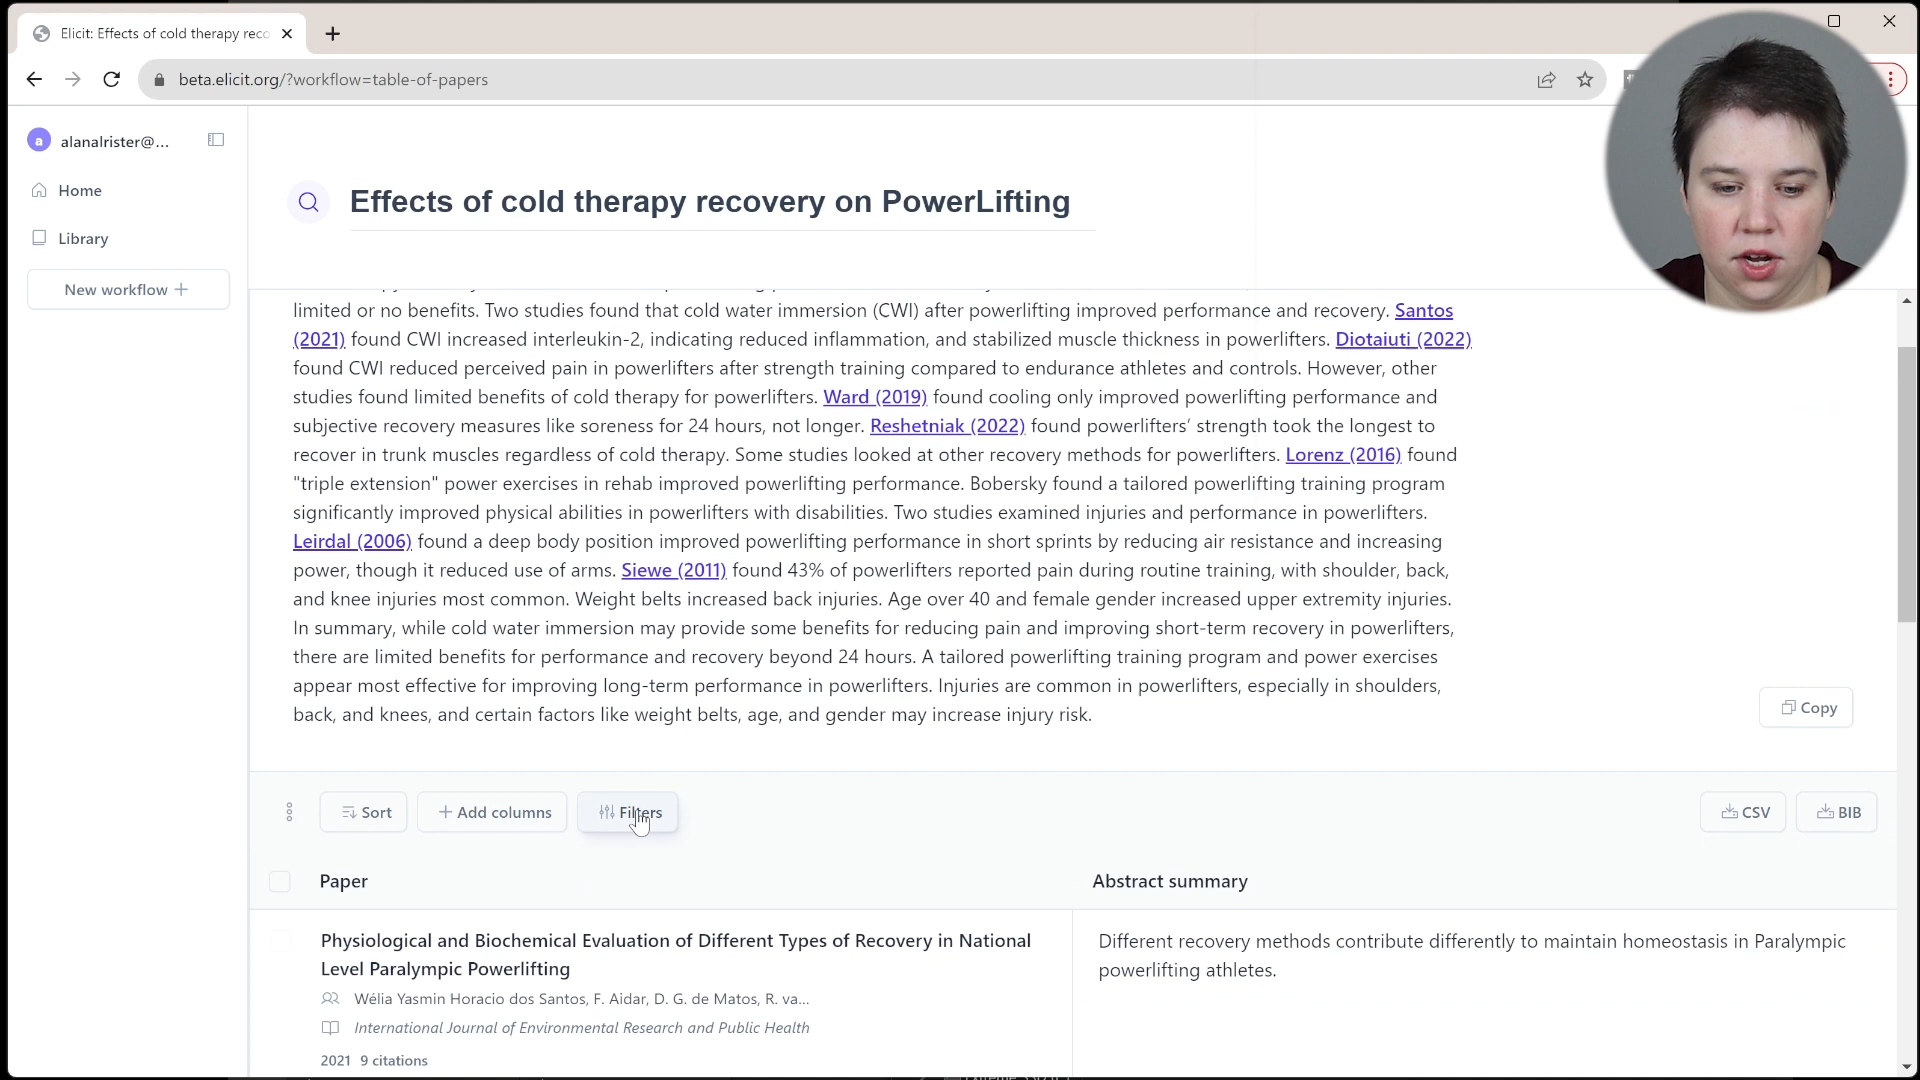 Elicit: Effects of cold therapy reco
beta.elicit.org/?workflow=table-of-papers
a alanalrister@...
Home
Library
New workflow +
Effects of cold therapy recovery on PowerLifting
limited or no benefits. Two studies found that cold water immersion (CWI) after powerlifting improved performance and recovery. Santos
(2021) found CWI increased interleukin-2, indicating reduced inflammation, and stabilized muscle thickness in powerlifters. Diotaiuti (2022)
found CWI reduced perceived pain in powerlifters after strength training compared to endurance athletes and controls. However, other
studies found limited benefits of cold therapy for powerlifters. Ward (2019) found cooling only improved powerlifting performance and
subjective recovery measures like soreness for 24 hours, not longer. Reshetniak (2022) found powerlifters' strength took the longest to
recover in trunk muscles regardless of cold therapy. Some studies looked at other recovery methods for powerlifters. Lorenz (2016) found
"triple extension" power exercises in rehab improved powerlifting performance. Bobersky found a tailored powerlifting training program
significantly improved physical abilities in powerlifters with disabilities. Two studies examined injuries and performance in powerlifters.
Leirdal (2006) found a deep body position improved powerlifting performance in short sprints by reducing air resistance and increasing
power, though it reduced use of arms. Siewe (2011) found 43% of powerlifters reported pain during routine training, with shoulder, back,
and knee injuries most common. Weight belts increased back injuries. Age over 40 and female gender increased upper extremity injuries.
In summary, while cold water immersion may provide some benefits for reducing pain and improving short-term recovery in powerlifters,
there are limited benefits for performance and recovery beyond 24 hours. A tailored powerlifting training program and power exercises
appear most effective for improving long-term performance in powerlifters. Injuries are common in powerlifters, especially in shoulders,
back, and knees, and certain factors like weight belts, age, and gender may increase injury risk.
Copy
Sort + Add columns Filters CSV BIB
Paper Abstract summary
Physiological and Biochemical Evaluation of Different Types of Recovery in National
Level Paralympic Powerlifting
Wélia Yasmin Horacio dos Santos, F. Aidar, D. G. de Matos, R. va...
International Journal of Environmental Research and Public Health
2021 9 citations
Different recovery methods contribute differently to maintain homeostasis in Paralympic
powerlifting athletes.